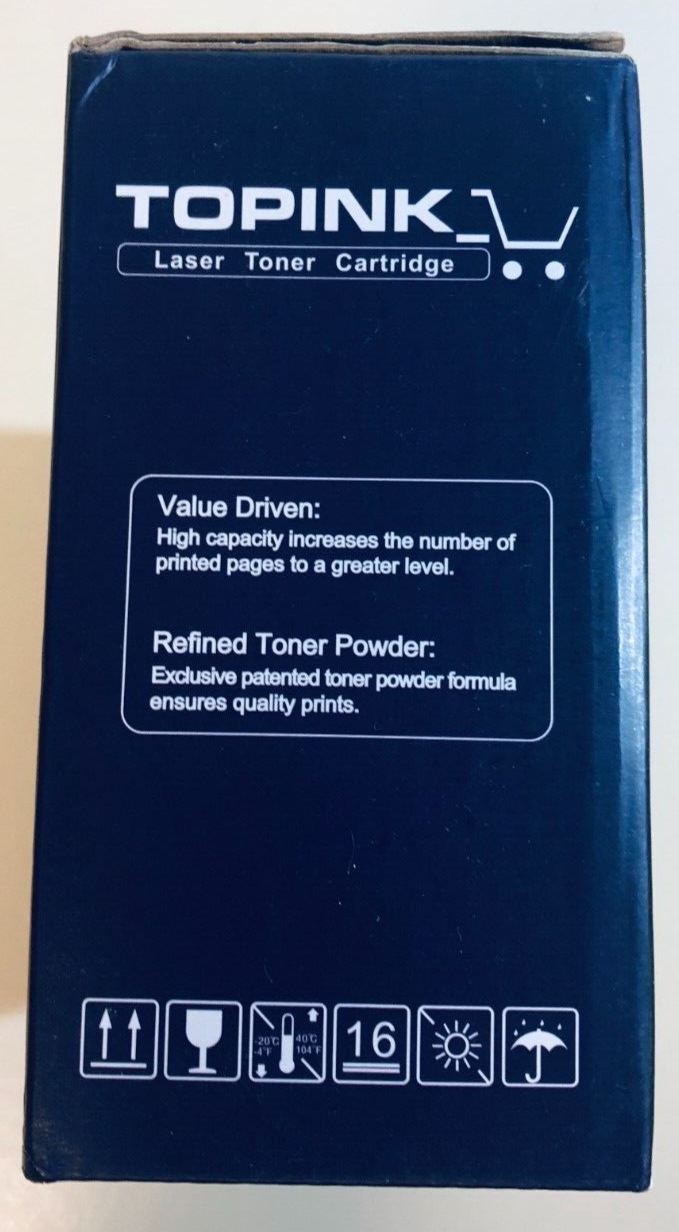 TOPINK
Laser Toner Cartridge
Value Driven:
High capacity increases the number of
printed pages to a greater level.
Refined Toner Powder:
Exclusive patented toner powder formula
ensures quality prints.
-20°C 40°C
-4°F 104°F
16